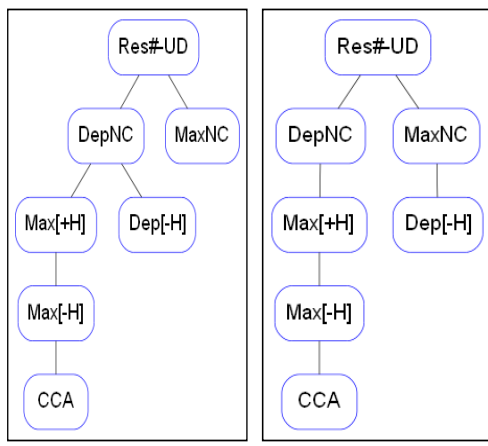 Res#-UD
DepNC MaxNC
Max[+H] Dep[-H]
Max[-H]
CCA
Res#-UD
DepNC MaxNC
Max[+H] Dep[-H]
Max[-H]
CCA